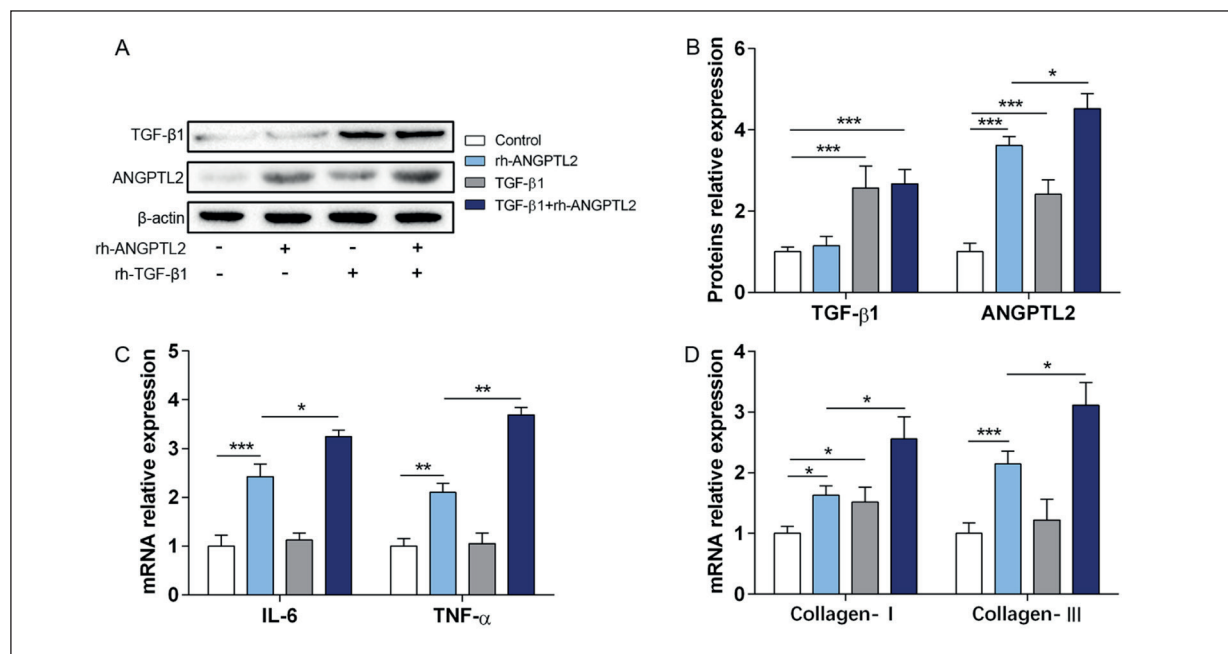 A
TGF-β1
ANGPTL2
β-actin
rh-ANGPTL2 - + - +
rh-TGF-β1 - - + +
Control
rh-ANGPTL2
TGF-β1
TGF-β1+rh-ANGPTL2
B
Proteins relative expression
6
4
2
0
***
***
***
***
*
TGF-β1 ANGPTL2
C
mRNA relative expression
5
4
3
2
1
0
***
*
**
**
IL-6 TNF-α
D
mRNA relative expression
4
3
2
1
0
*
*
*
***
*
Collagen- Ⅰ Collagen- Ⅲ